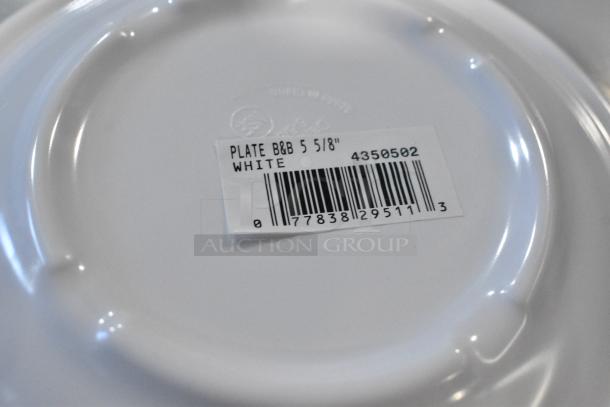 PLATE B&B 5 5/8"
WHITE 4350502
0 77838 29511 3
AUCTION GROUP